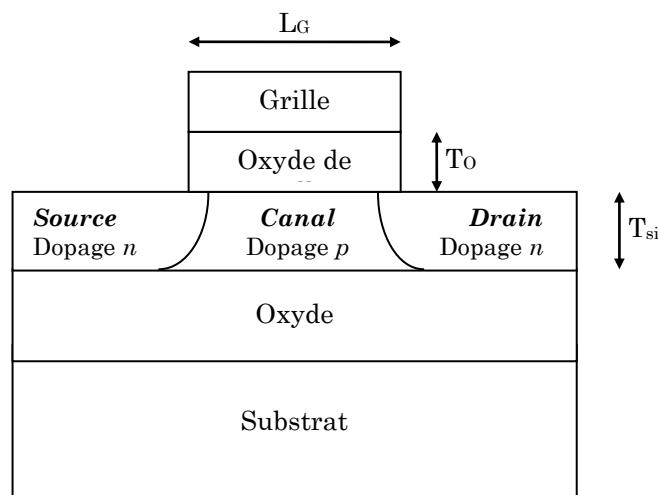 LG
Grille
Oxyde de
TO
Source
Dopage n
Canal
Dopage p
Drain
Dopage n
Tsi
Oxyde
Substrat